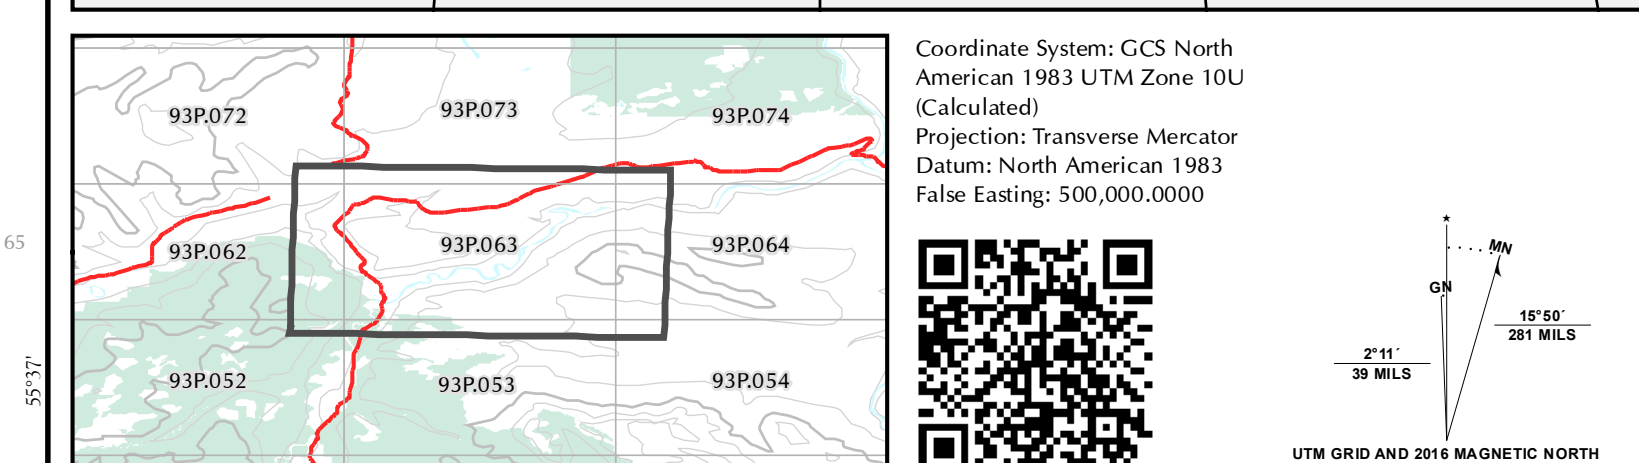 93P.072
93P.073
93P.074
93P.062
93P.063
93P.064
93P.052
93P.053
93P.054
65
55°37'
Coordinate System: GCS North
American 1983 UTM Zone 10U
(Calculated)
Projection: Transverse Mercator
Datum: North American 1983
False Easting: 500,000.0000
MN
GN
15°50´
281 MILS
2°11´
39 MILS
UTM GRID AND 2016 MAGNETIC NORTH